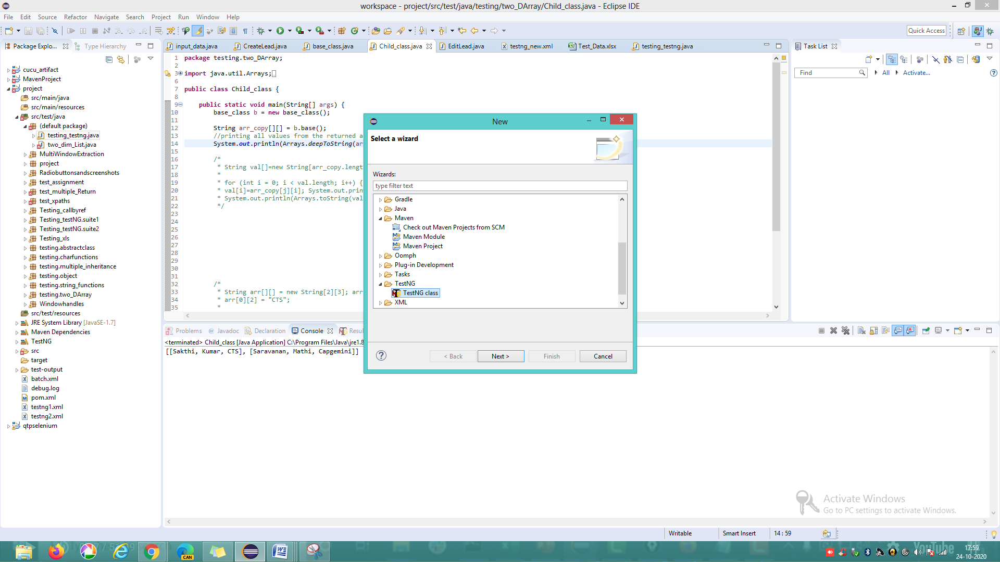 workspace - project/src/test/java/testing/two_DArray/Child_class.java - Eclipse IDE
File Edit Source Refactor Navigate Search Project Run Window Help
Quick Access
Package Explo... Type Hierarchy
input_data.java CreateLead.java base_class.java Child_class.java EditLead.java testng_new.xml Test_Data.xlsx testing_testng.java
Task List
Find All Activate...
cucu_artifact
MavenProject
project
src/main/java
src/main/resources
src/test/java
(default package)
testing_testng.java
two_dim_List.java
MultiWindowExtraction
project
Radiobuttonsandscreenshots
test_assignment
test_multiple_Return
test_xpaths
Testing_callbyref
Testing_testNG.suite1
Testing_testNG.suite2
Testing_xls
testing.abstractclass
testing.charfunctions
testing.multiple_inheritance
testing.object
testing.string_functions
testing.two_DArray
Windowhandles
src/test/resources
JRE System Library [JavaSE-1.7]
Maven Dependencies
TestNG
src
target
test-output
batch.xml
debug.log
pom.xml
testng1.xml
testng2.xml
qtpselenium
1 package testing.two_DArray;
2
3 import java.util.Arrays;
6
7 public class Child_class {
8
9 public static void main(String[] args) {
10 base_class b = new base_class();
11
12 String arr_copy[][] = b.base();
13 //printing all values from the returned a
14 System.out.println(Arrays.deepToString(ar
15
16 /*
17 * String val[]=new String[arr_copy.lengt
18 *
19 * for (int i = 0; i < val.length; i++) {
20 * val[i]=arr_copy[j][i]; System.out.prin
21 * System.out.println(Arrays.toString(val
22 */
23
24
25
26
27
28
29
30
31
32 /*
33 * String arr[][] = new String[2][3]; arr
34 * arr[0][2] = "CTS";
35 *
New
Select a wizard
Wizards:
type filter text
Gradle
Java
Maven
Check out Maven Projects from SCM
Maven Module
Maven Project
Oomph
Plug-in Development
Tasks
TestNG
TestNG class
XML
< Back Next > Finish Cancel
Problems Javadoc Declaration Console Resul
<terminated> Child_class [Java Application] C:\Program Files\Java\jre1.8
[[Sakthi, Kumar, CTS], [Saravanan, Mathi, Capgemini]]
Activate Windows
Go to PC settings to activate Windows.
Writable Smart Insert 14 : 59
CAN
YouTube
17:59
24-10-2020